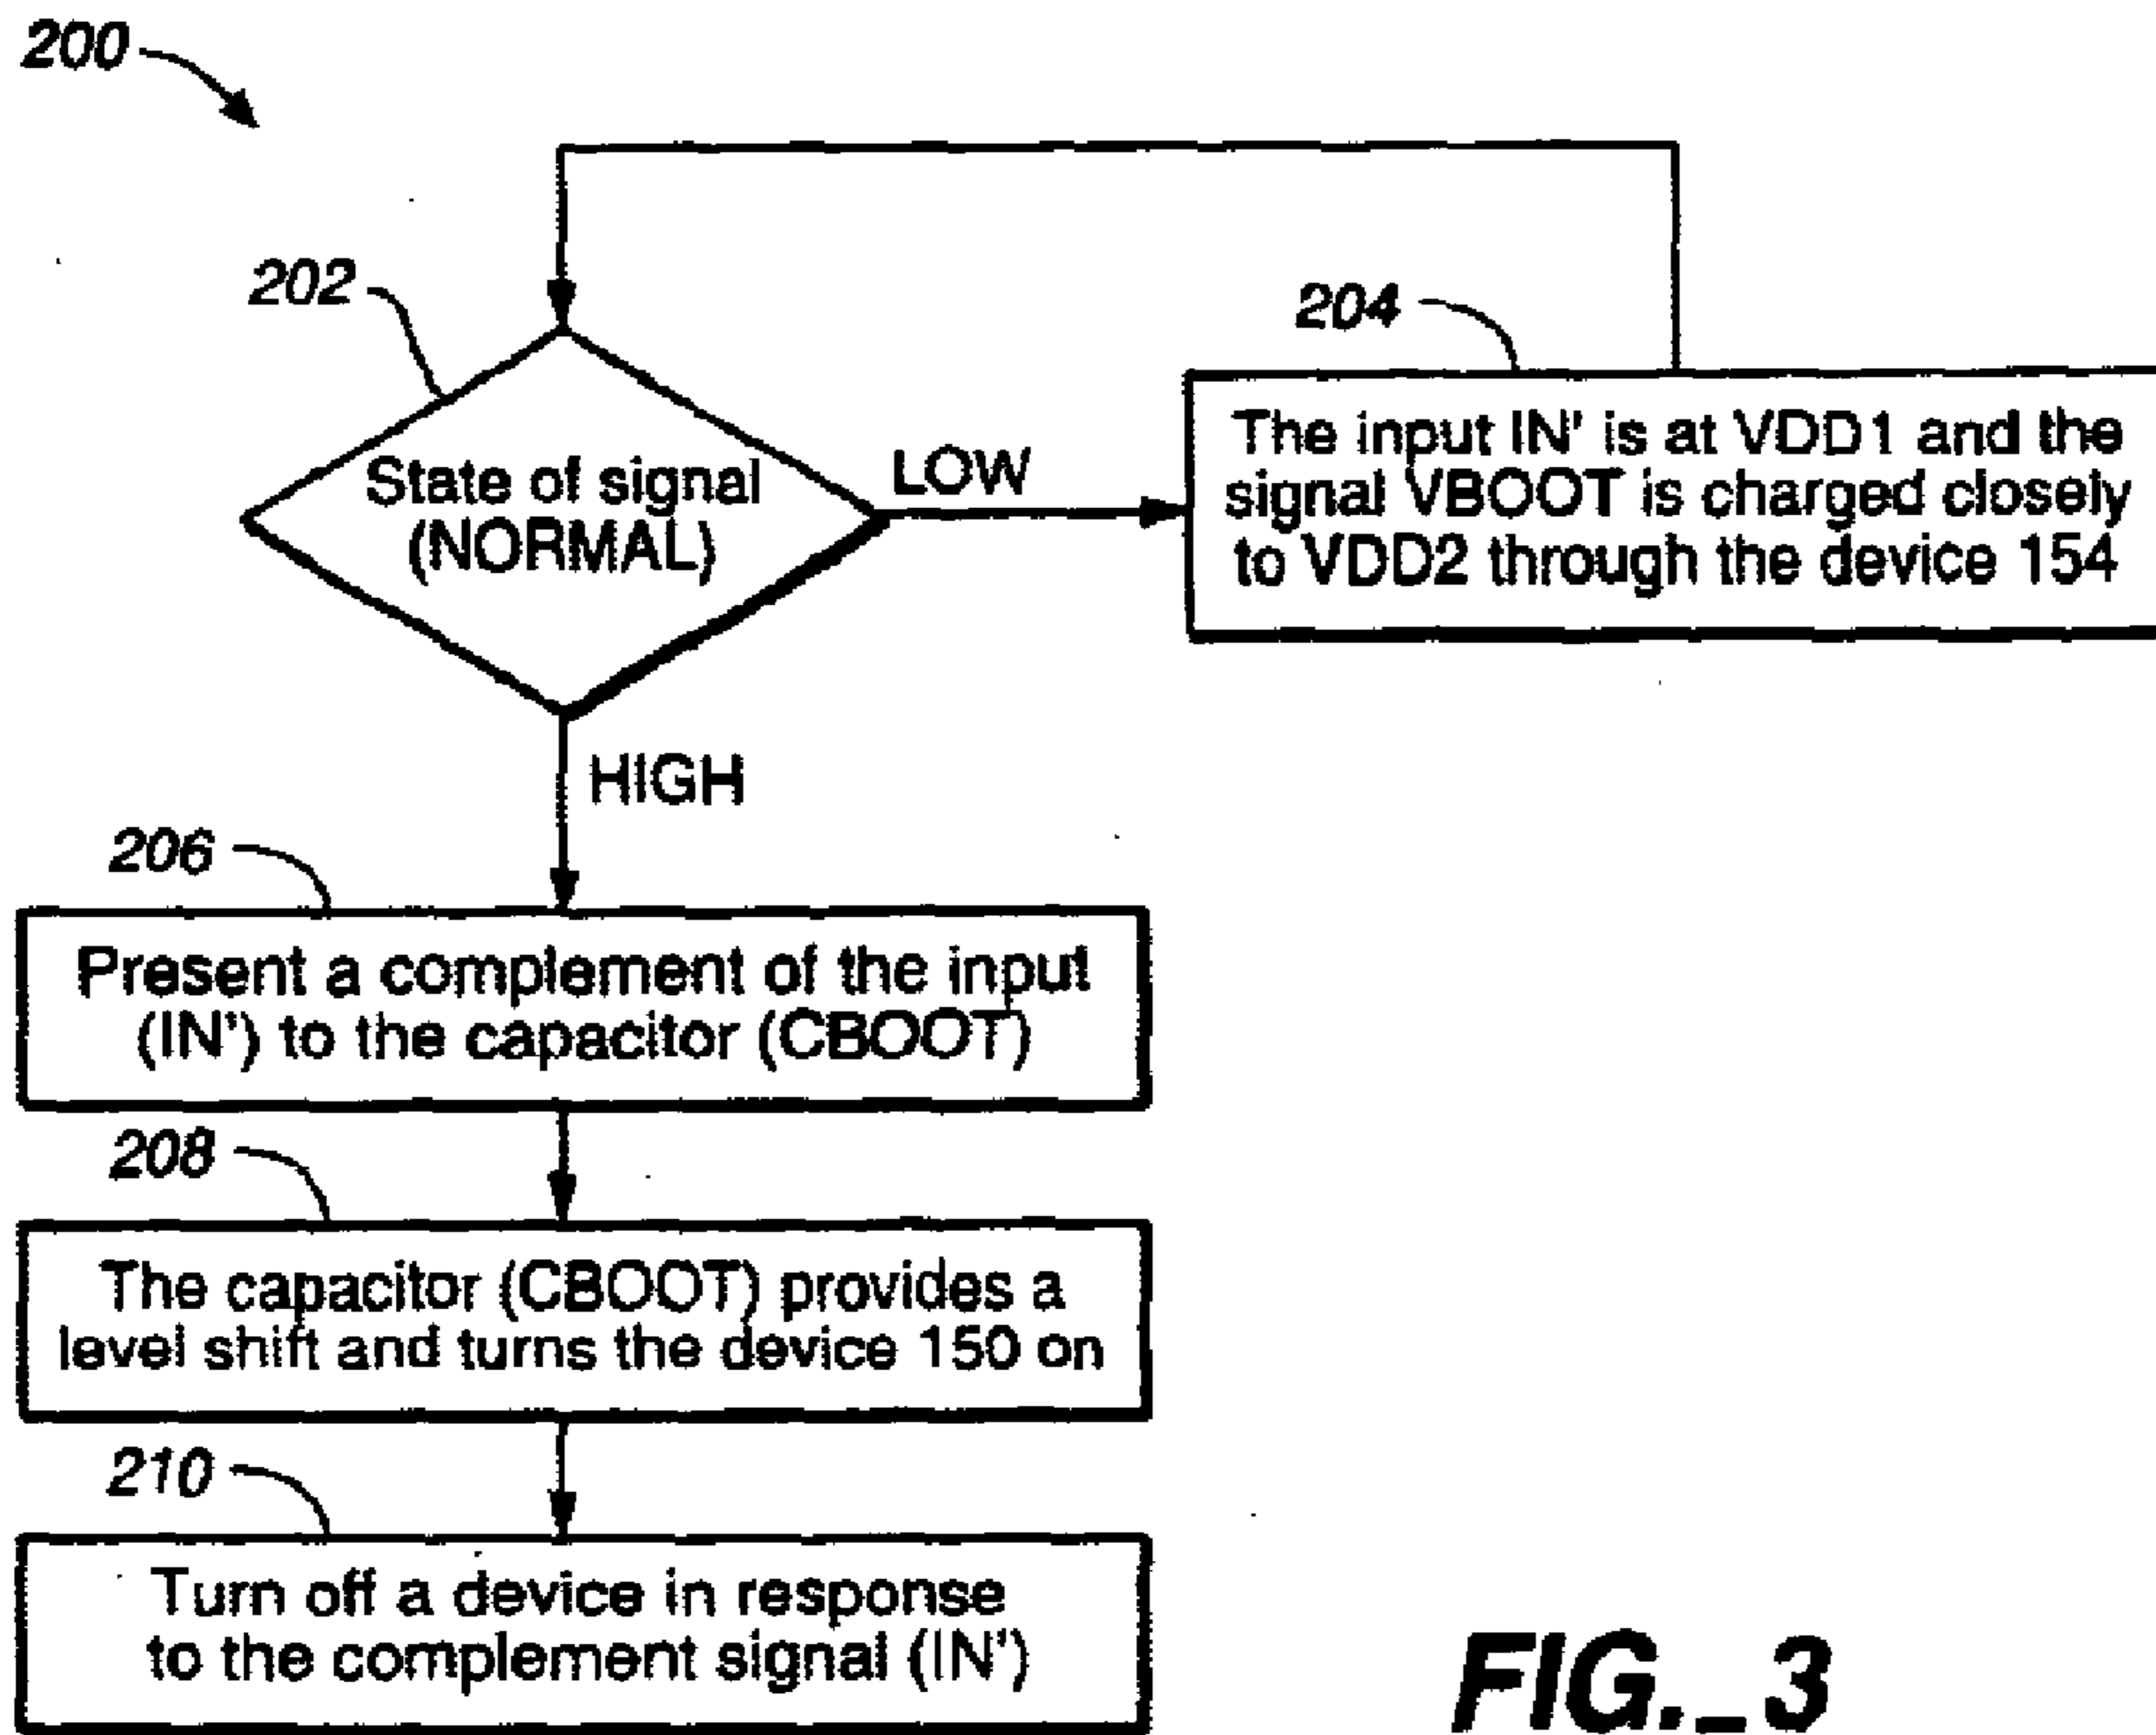 200
202
State of signal
(NORMAL)
LOW
204
The input IN' is at VDD1 and the
signal VBOOT is charged closely
to VDD2 through the device 154
HIGH
206
Present a complement of the input
(IN') to the capacitor (CBOOT)
208
The capacitor (CBOOT) provides a
level shift and turns the device 150 on
210
Turn off a device in response
to the complement signal (IN')
FIG._3